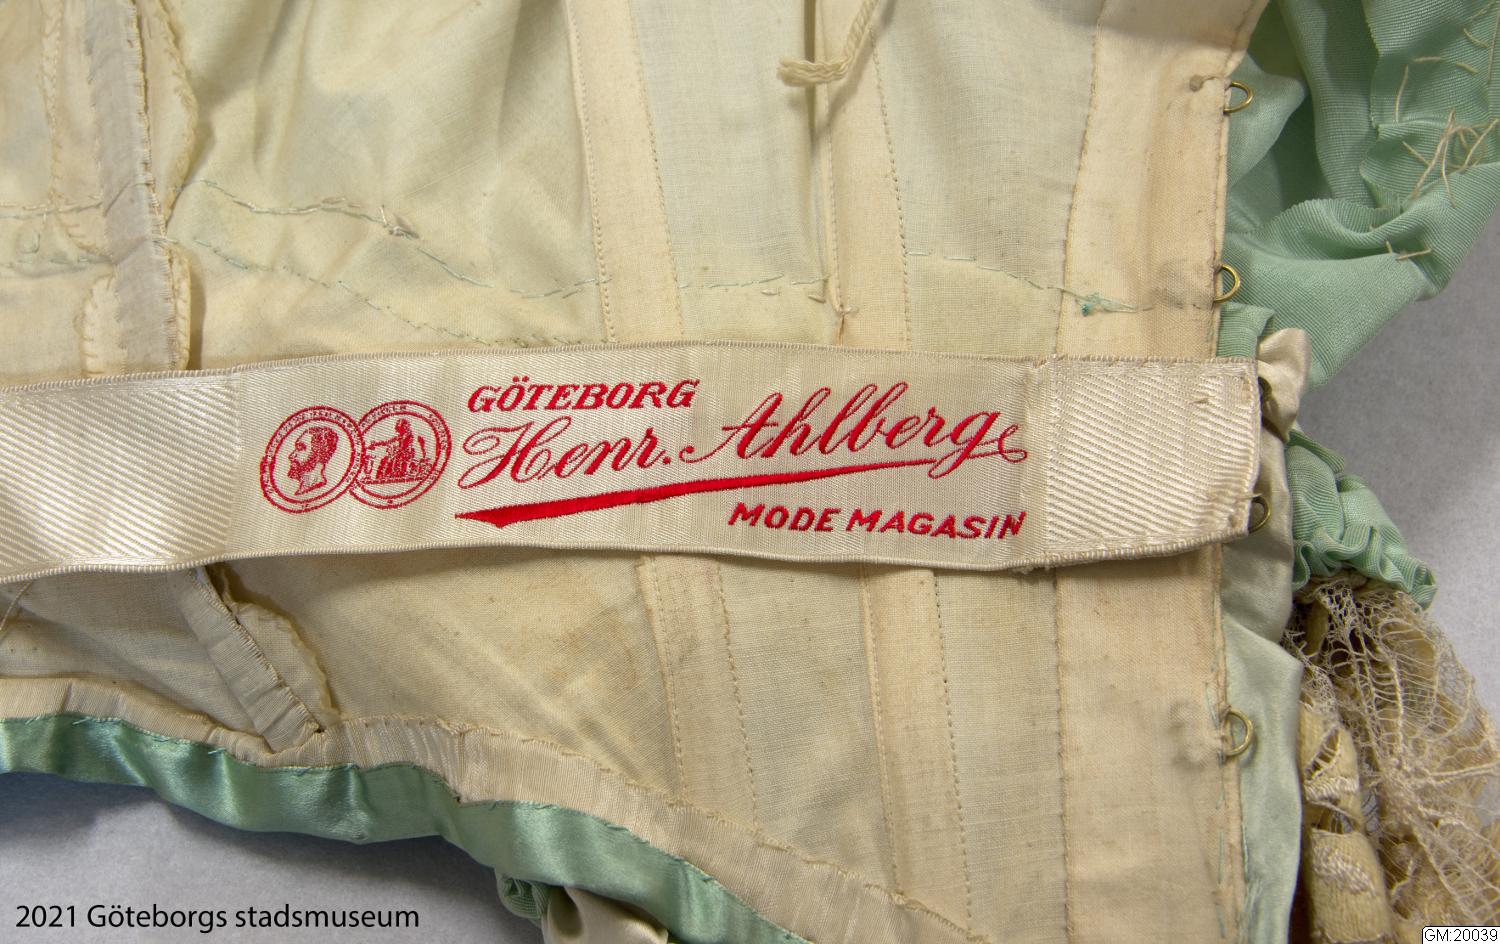 GÖTEBORG
Henr. Ahlberg
MODE MAGASIN
2021 Göteborgs stadsmuseum
GM:20039